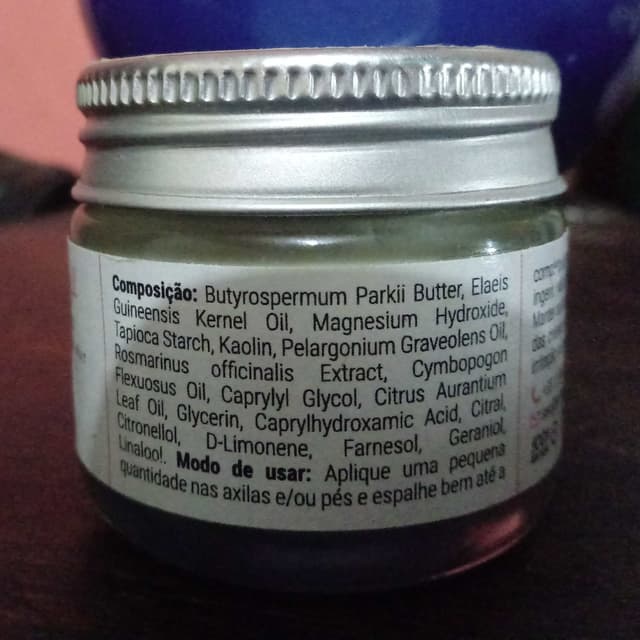 Composição: Butyrospermum Parkii Butter, Elaeis
Guineensis Kernel Oil, Magnesium Hydroxide,
Tapioca Starch, Kaolin, Pelargonium Graveolens Oil,
Rosmarinus officinalis Extract, Cymbopogon
Flexuosus Oil, Caprylyl Glycol, Citrus Aurantium
Leaf Oil, Glycerin, Caprylhydroxamic Acid, Citral,
Citronellol, D-Limonene, Farnesol, Geraniol,
Linalool. Modo de usar: Aplique uma pequena
quantidade nas axilas e/ou pés e espalhe bem até a